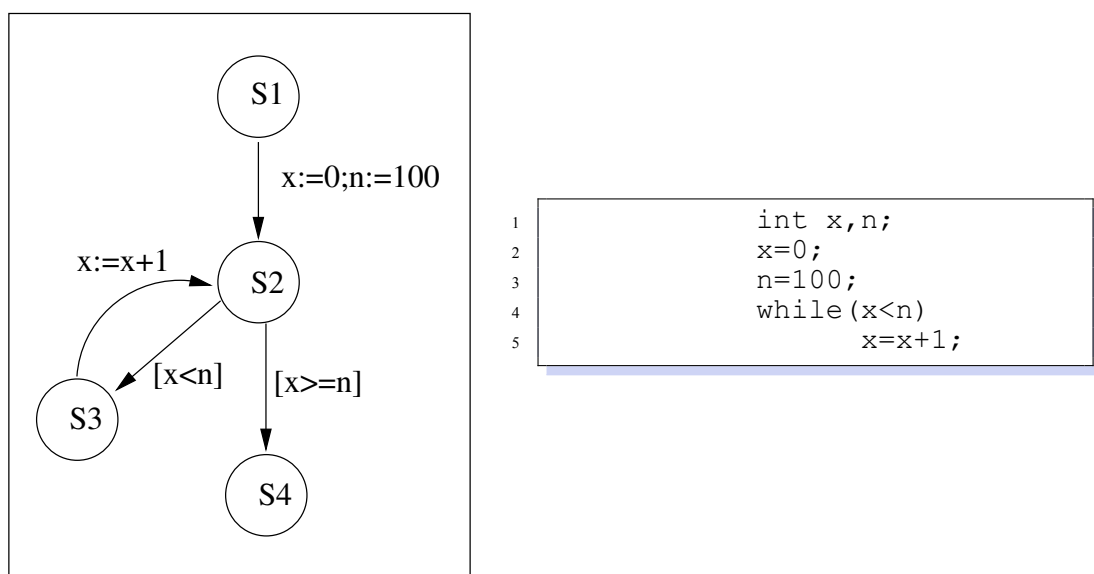 S1
x:=0;n:=100
x:=x+1
S2
[x<n]
[x>=n]
S3
S4
1 int x,n;
2 x=0;
3 n=100;
4 while(x<n)
5 x=x+1;